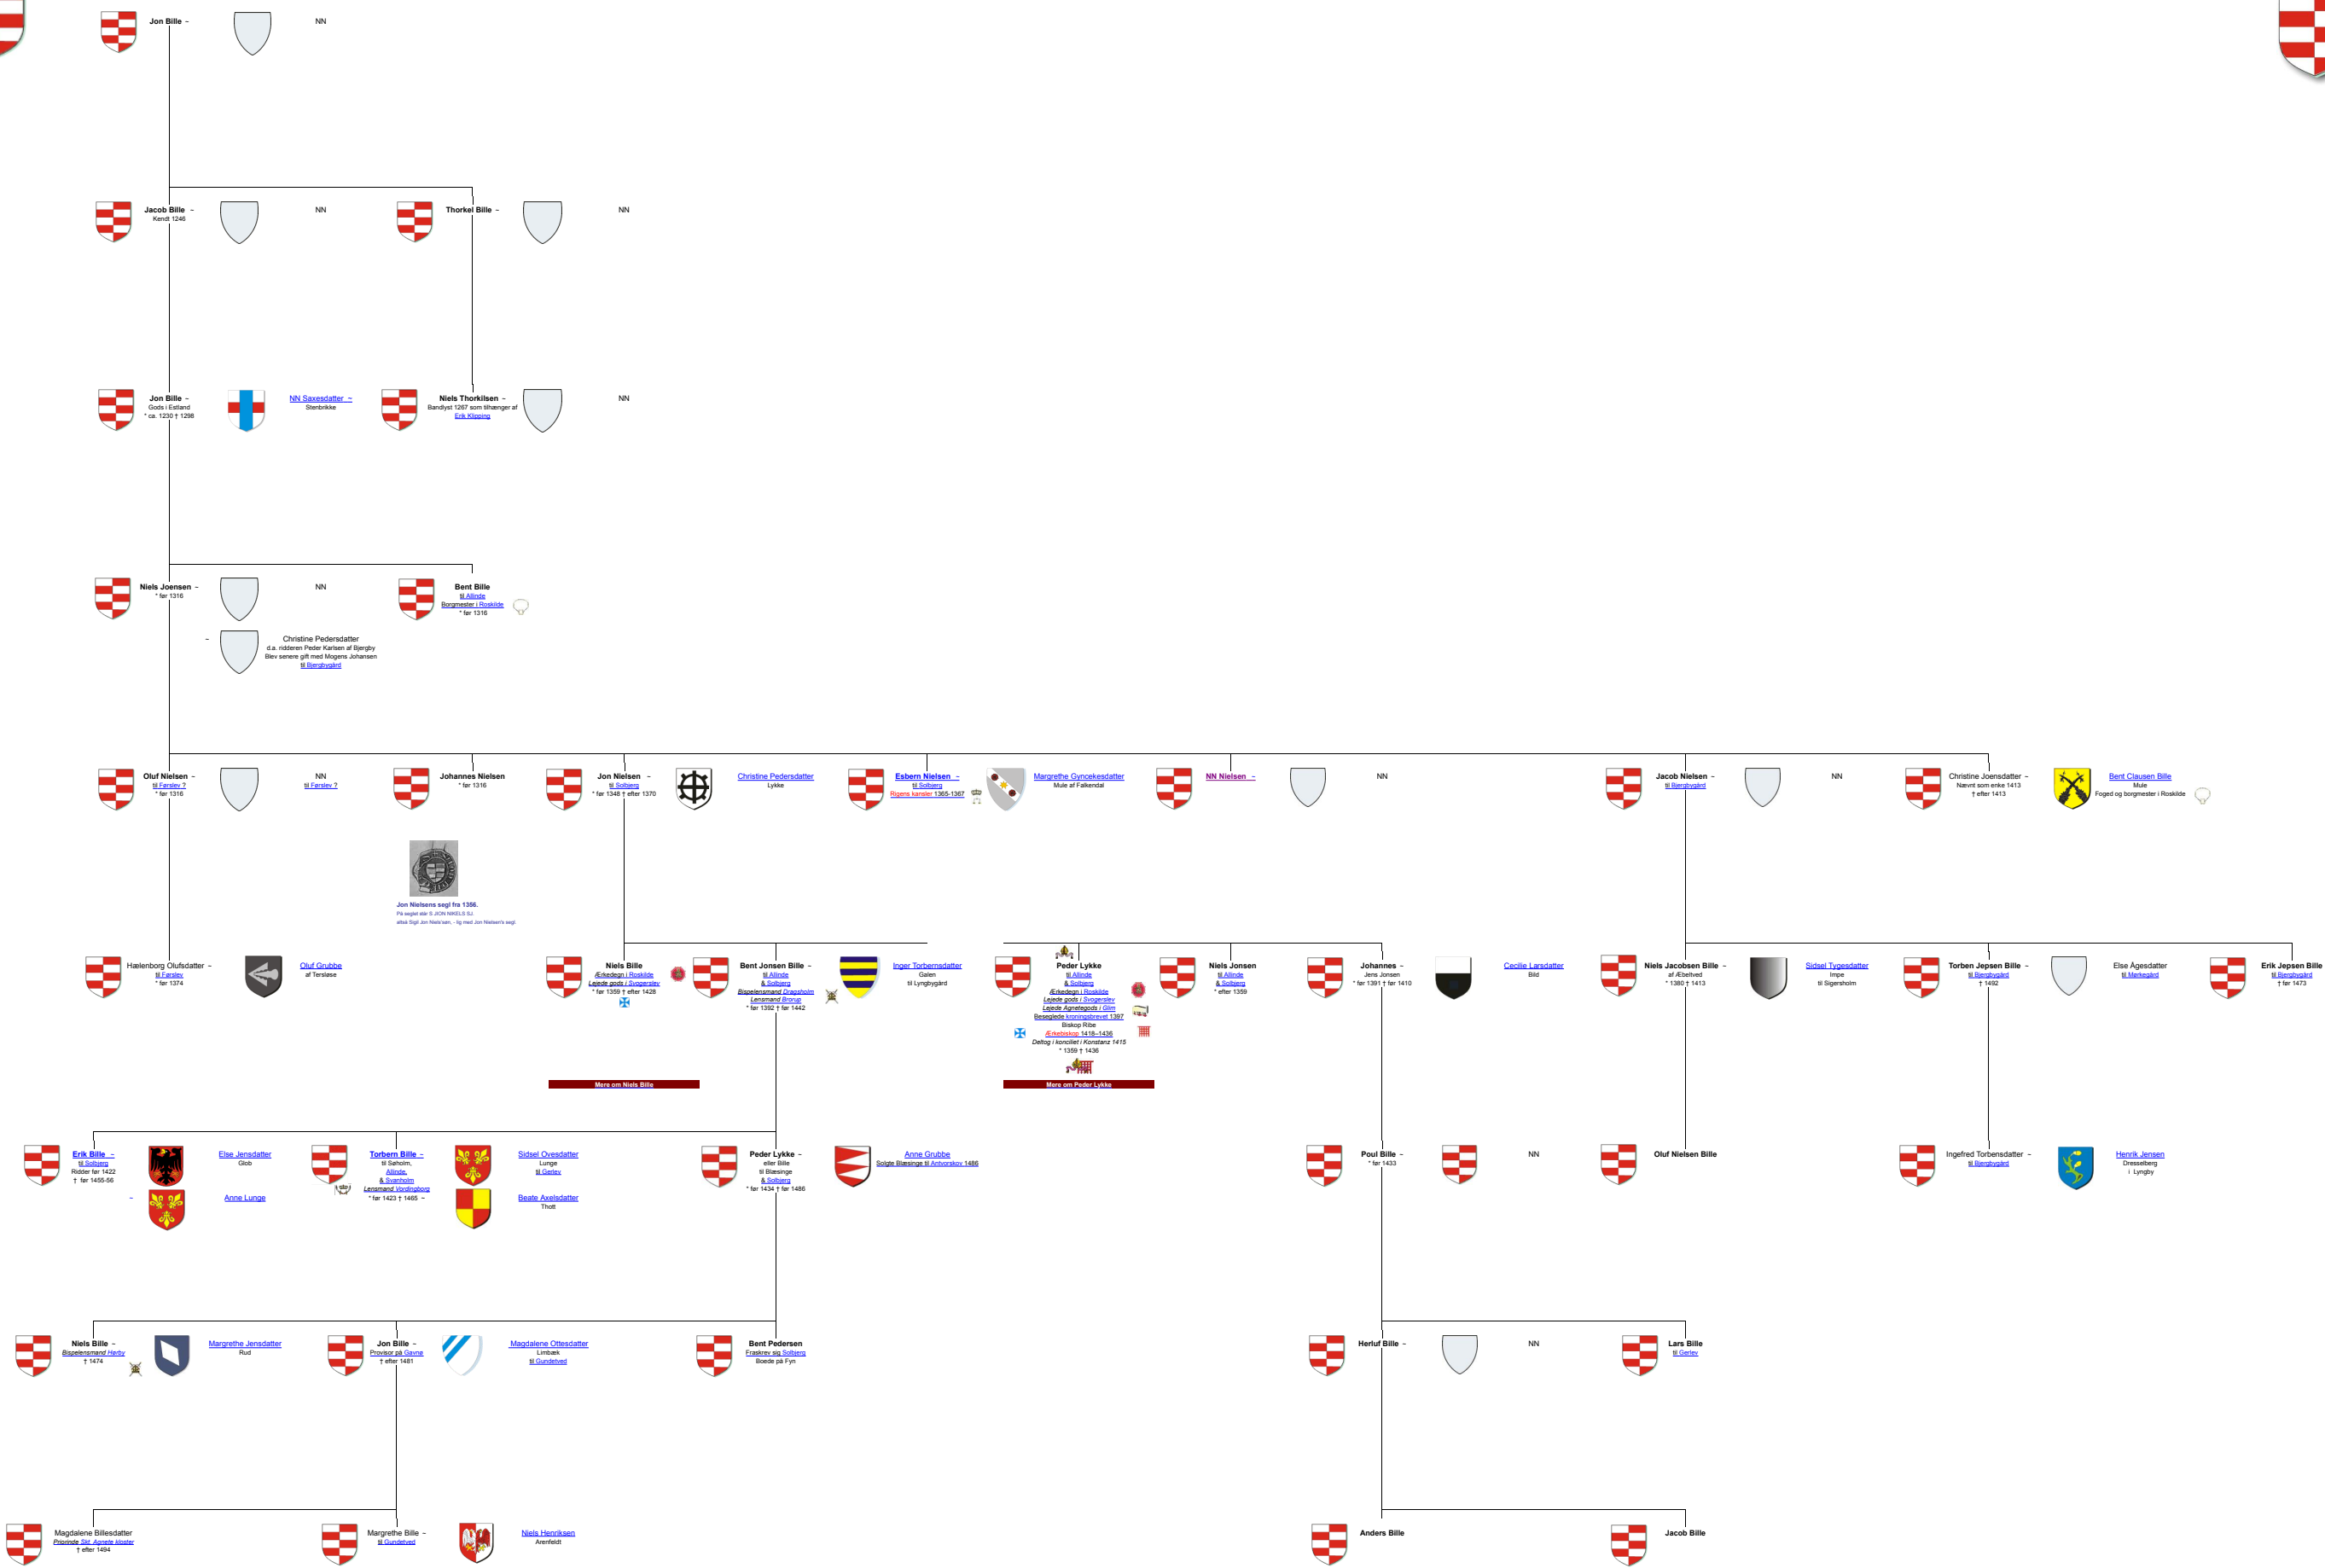 Jon Bille ~
NN
Jacob Bille ~
Kendt 1246
NN
Thorkel Bille ~
NN
Jon Bille ~
Gods i Estland
* ca. 1230 † 1298
NN Saxesdatter ~
Stenbrikke
Niels Thorkilsen ~
Bandlyst 1267 som tilhænger af
Erik Klipping
NN
Niels Joensen ~
* før 1316
NN
Bent Bille
til Allinde
Borgmester i Roskilde
* før 1316
~
Christine Pedersdatter
d.a. ridderen Peder Karlsen af Bjergby
Blev senere gift med Mogens Johansen
til Bjergbygård
Oluf Nielsen ~
til Førslev ?
* før 1316
NN
til Førslev ?
Johannes Nielsen
* før 1316
Jon Nielsen ~
til Solbjerg
* før 1348 † efter 1370
Christine Pedersdatter
Lykke
Esbern Nielsen ~
til Solbjerg
Rigens kansler 1365-1367
Margrethe Gyncekesdatter
Mule af Falkendal
NN Nielsen ~
NN
Jacob Nielsen ~
til Bjergbygård
NN
Christine Joensdatter ~
Nævnt som enke 1413
† efter 1413
Bent Clausen Bille
Mule
Foged og borgmester i Roskilde
Jon Nielsens segl fra 1356.
På seglet står S JION NIKELS SJ.
altså Sigil Jon Niels'søn, - lig med Jon Nielsen's segl.
Hælenborg Olufsdatter ~
til Førslev
* før 1374
Oluf Grubbe
af Tersløse
Niels Bille
Ærkedegn i Roskilde
Lejede gods i Svogerslev
* før 1359 † efter 1428
Bent Jonsen Bille ~
til Allinde
& Solbjerg
Bispelensmand Dragsholm
Lensmand Brorup
* før 1392 † før 1442
Inger Torbernsdatter
Galen
til Lyngbygård
Peder Lykke
til Allinde
& Solbjerg
Ærkedegn i Roskilde
Lejede gods i Svogerslev
Lejede Agnetegods i Glim
Beseglede kroningsbrevet 1397
Biskop Ribe
Ærkebiskop 1418–1436
Deltog i koncillet i Konstanz 1415
* 1359 † 1436
Niels Jonsen
til Allinde
& Solbjerg
* efter 1359
Johannes ~
Jens Jonsen
* før 1391 † før 1410
Cecilie Larsdatter
Bild
Niels Jacobsen Bille ~
af Æbeltved
* 1380 † 1413
Sidsel Tygesdatter
Impe
til Sigersholm
Torben Jepsen Bille ~
til Bjergbygård
† 1492
Else Ågesdatter
til Mørkegård
Erik Jepsen Bille
til Bjergbygård
† før 1473
Mere om Niels Bille
Mere om Peder Lykke
Erik Bille ~
til Solbjerg
Ridder før 1422
† før 1455-56
Else Jensdatter
Glob
~
Anne Lunge
Torbern Bille ~
til Søholm,
Allinde,
& Svanholm
Lensmand Vordingborg
* før 1423 † 1465 ~
Sidsel Ovesdatter
Lunge
til Gerlev
Beate Axelsdatter
Thott
Peder Lykke ~
eller Bille
til Blæsinge
& Solbjerg
* før 1434 † før 1486
Anne Grubbe
Solgte Blæsinge til Antvorskov 1486
Poul Bille ~
* før 1433
NN
Oluf Nielsen Bille
Ingefred Torbensdatter ~
til Bjergbygård
Henrik Jensen
Dresselberg
i Lyngby
Niels Bille ~
Bispelensmand Hørby
† 1474
Margrethe Jensdatter
Rud
Jon Bille ~
Provisor på Gavnø
† efter 1481
Magdalene Ottesdatter
Limbæk
til Gundetved
Bent Pedersen
Fraskrev sig Solbjerg
Boede på Fyn
Herluf Bille ~
NN
Lars Bille
til Gerlev
Magdalene Billesdatter
Priorinde Skt. Agnete kloster
† efter 1494
Margrethe Bille ~
til Gundetved
Niels Henriksen
Arenfeldt
Anders Bille
Jacob Bille